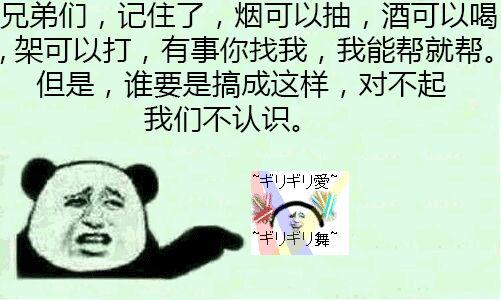 兄弟们，记住了，烟可以抽，酒可以喝
，架可以打，有事你找我，我能帮就帮。
但是，谁要是搞成这样，对不起
我们不认识。
~ギリギリ愛~
~ギリギリ舞~